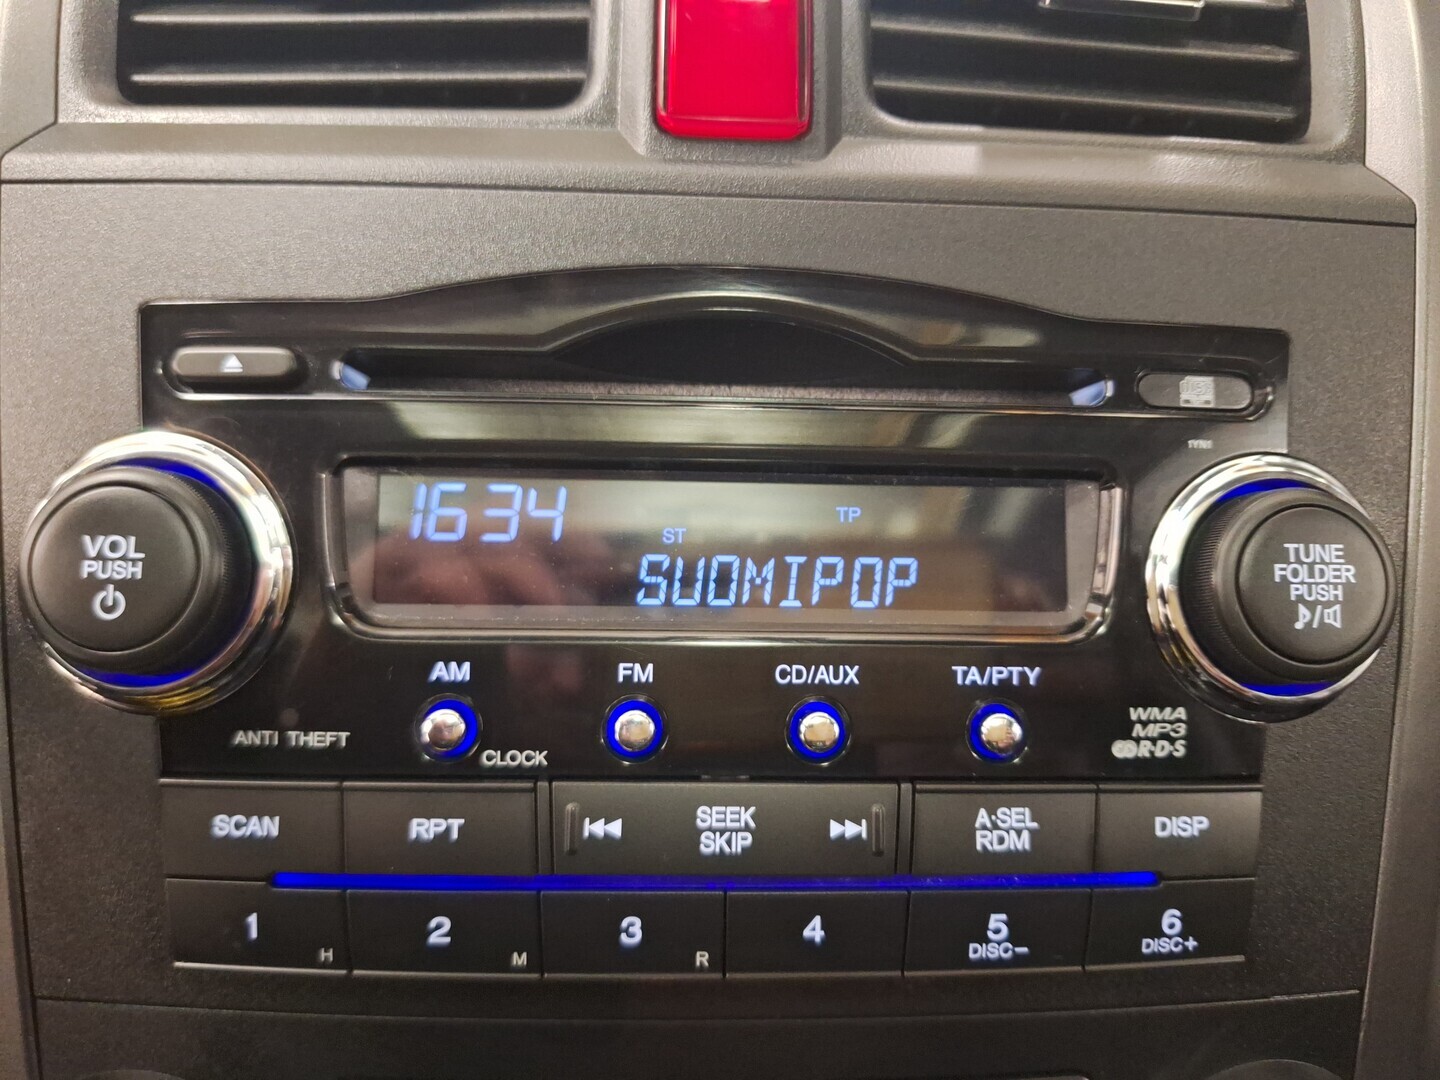 1YN1
1634
TP
ST
SUOMIPOP
VOL
PUSH
TUNE
FOLDER
PUSH
AM
FM
CD/AUX
TA/PTY
ANTI THEFT
CLOCK
WMA
MP3
R·D·S
SCAN
RPT
SEEK
SKIP
A·SEL
RDM
DISP
1
H
2
M
3
R
4
5
DISC-
6
DISC+